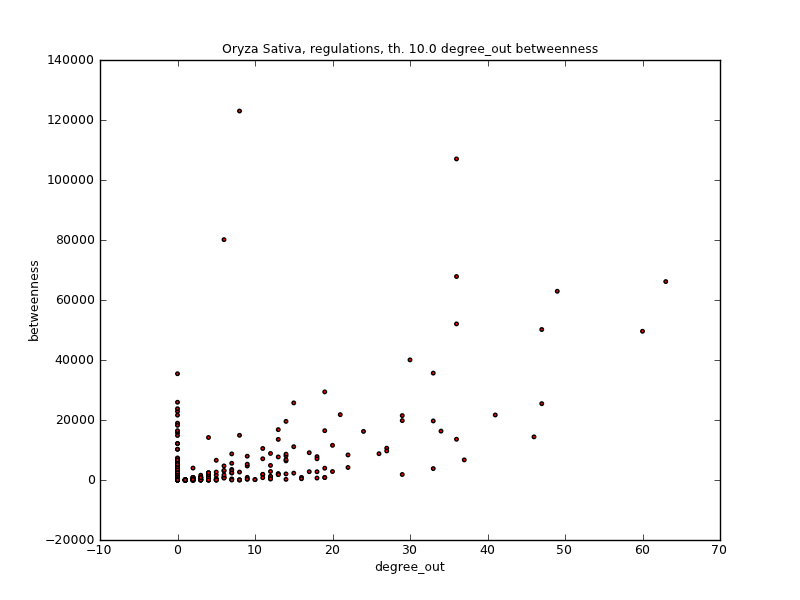 Oryza Sativa, regulations, th. 10.0 degree_out betweenness
140000
120000
100000
80000
60000
40000
20000
0
−20000
betweenness
−10 0 10 20 30 40 50 60 70
degree_out